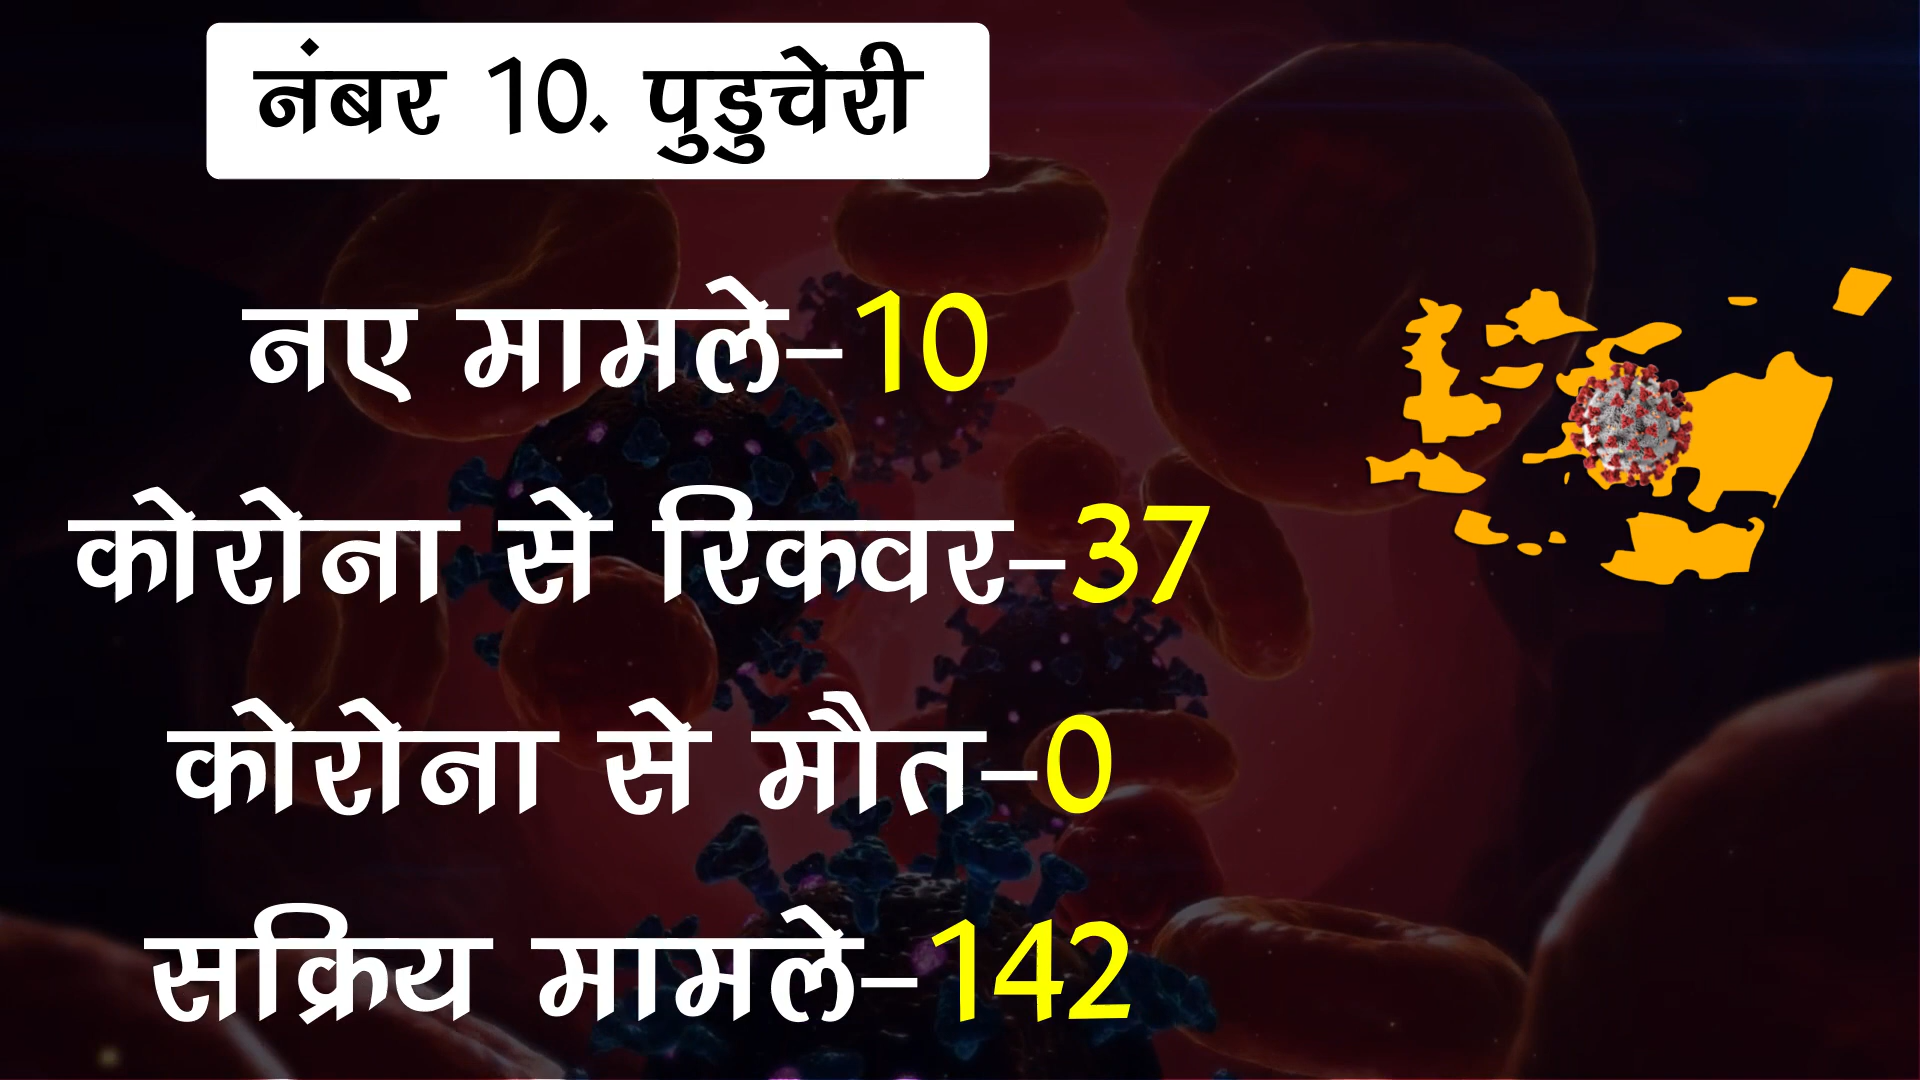 नंबर 10. पुडुचेरी
नए मामले-10
कोरोना से रिकवर-37
कोरोना से मौत-0
सक्रिय मामले-142